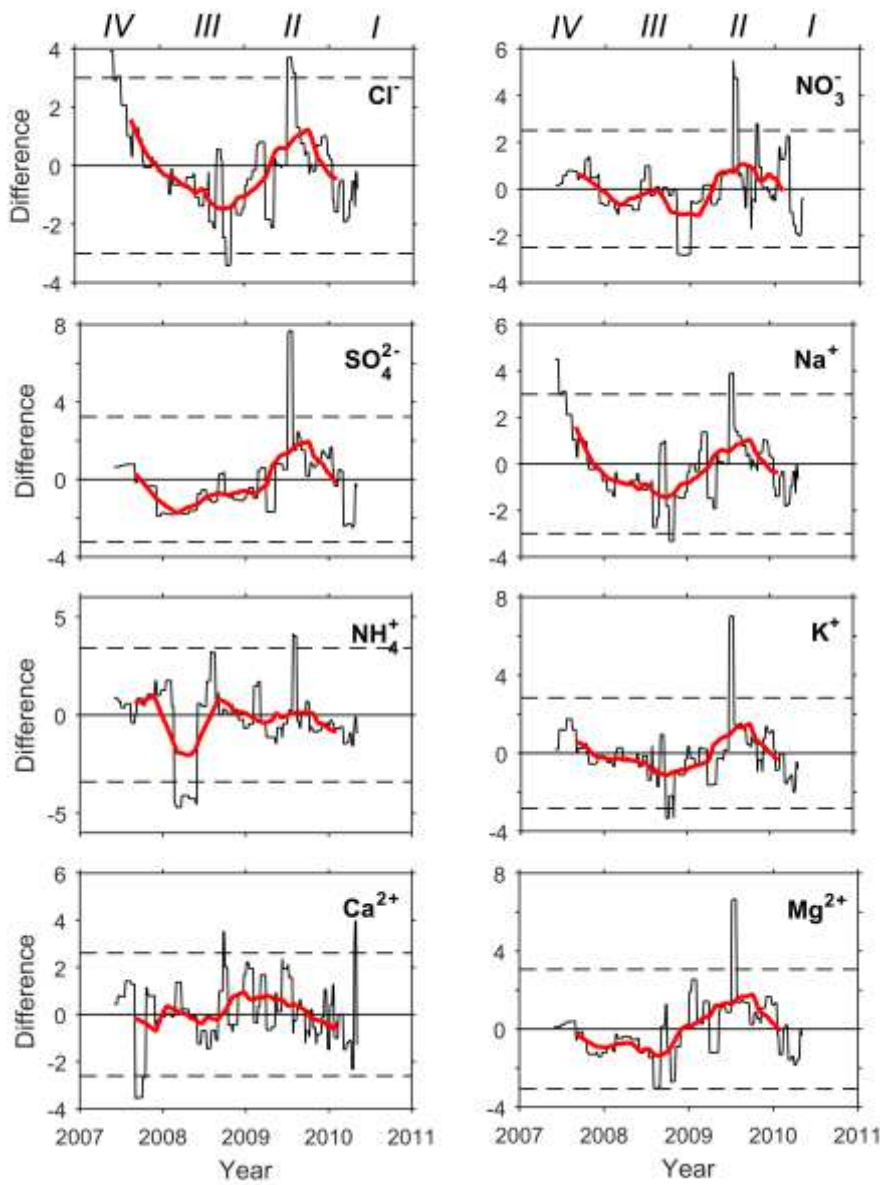 IV III II I IV III II I
4
2
0
-2
-4
Difference
Cl⁻
6
4
2
0
-2
-4
NO₃⁻
8
4
0
-4
Difference
SO₄²⁻
6
4
2
0
-2
-4
Na⁺
5
0
-5
Difference
NH₄⁺
8
4
0
-4
K⁺
6
4
2
0
-2
-4
Difference
Ca²⁺
2007 2008 2009 2010 2011
Year
8
4
0
-4
Mg²⁺
2007 2008 2009 2010 2011
Year